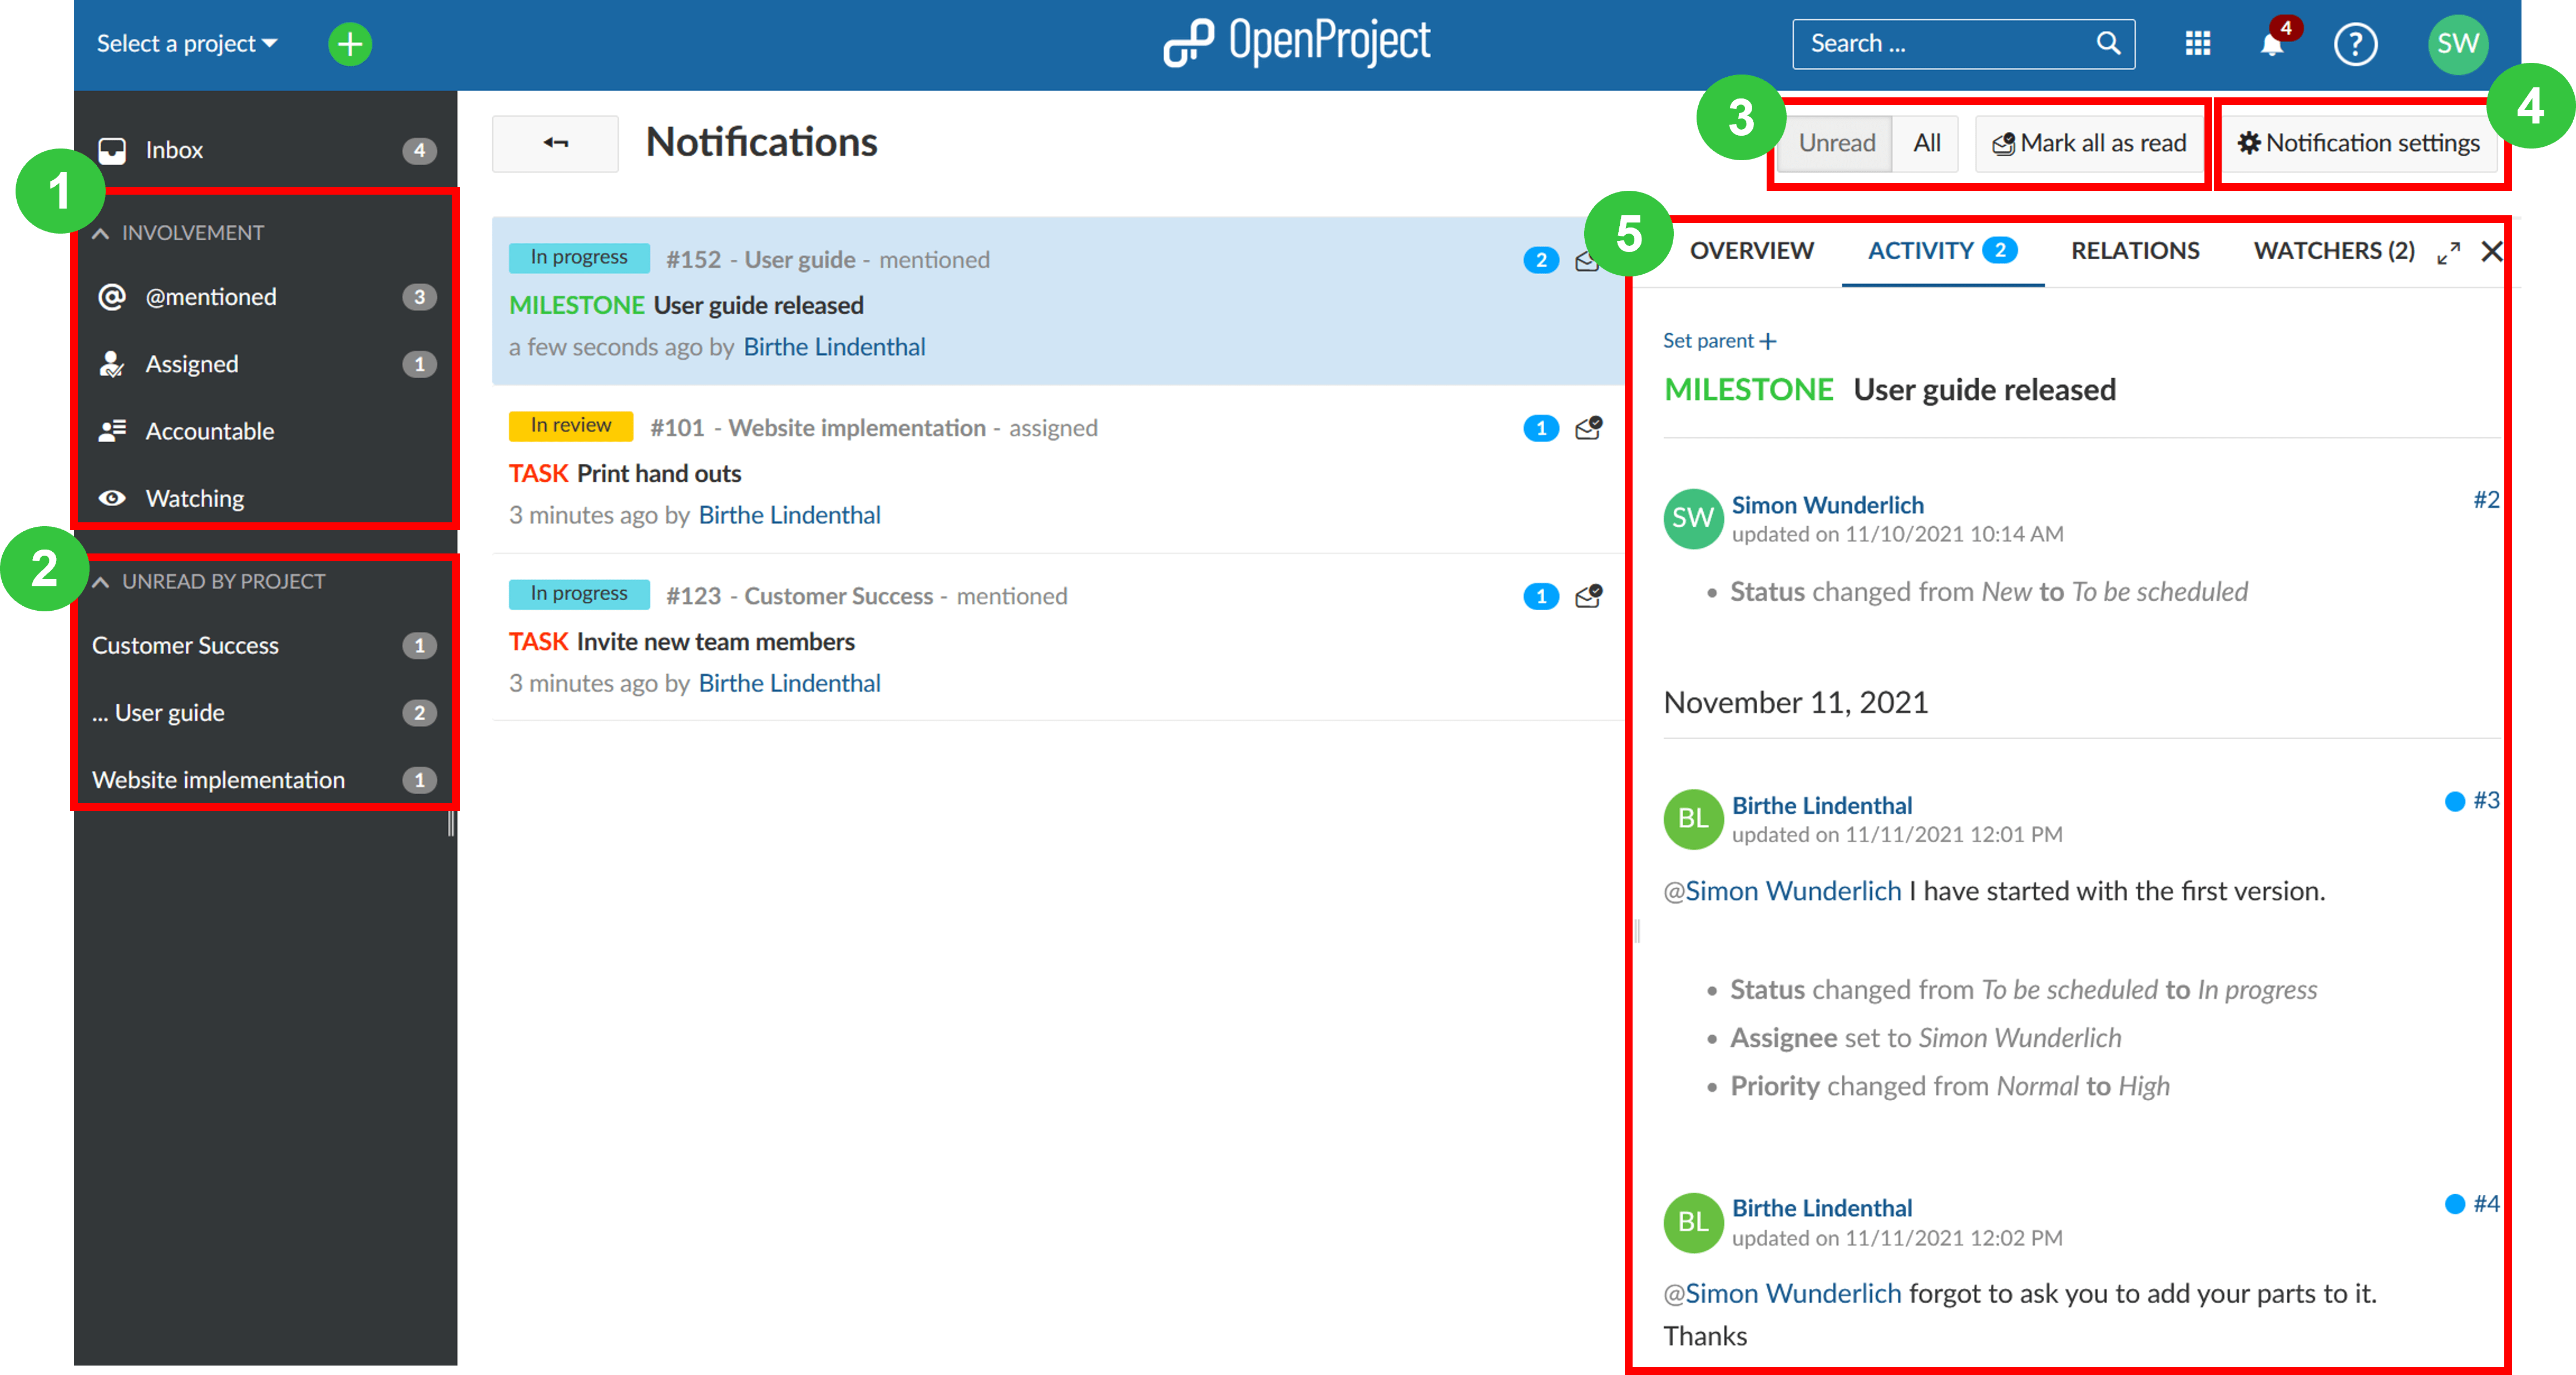 Select a project
OpenProject
Search ...
4
SW
Inbox 4
1
INVOLVEMENT
@mentioned 3
Assigned 1
Accountable
Watching
2
UNREAD BY PROJECT
Customer Success 1
... User guide 2
Website implementation 1
Notifications
3
Unread All Mark all as read
4
Notification settings
In progress #152 - User guide - mentioned 2
MILESTONE User guide released
a few seconds ago by Birthe Lindenthal
In review #101 - Website implementation - assigned 1
TASK Print hand outs
3 minutes ago by Birthe Lindenthal
In progress #123 - Customer Success - mentioned 1
TASK Invite new team members
3 minutes ago by Birthe Lindenthal
5
OVERVIEW ACTIVITY 2 RELATIONS WATCHERS (2)
Set parent +
MILESTONE User guide released
SW Simon Wunderlich #2
updated on 11/10/2021 10:14 AM
• Status changed from New to To be scheduled
November 11, 2021
BL Birthe Lindenthal #3
updated on 11/11/2021 12:01 PM
@Simon Wunderlich I have started with the first version.
• Status changed from To be scheduled to In progress
• Assignee set to Simon Wunderlich
• Priority changed from Normal to High
BL Birthe Lindenthal #4
updated on 11/11/2021 12:02 PM
@Simon Wunderlich forgot to ask you to add your parts to it.
Thanks